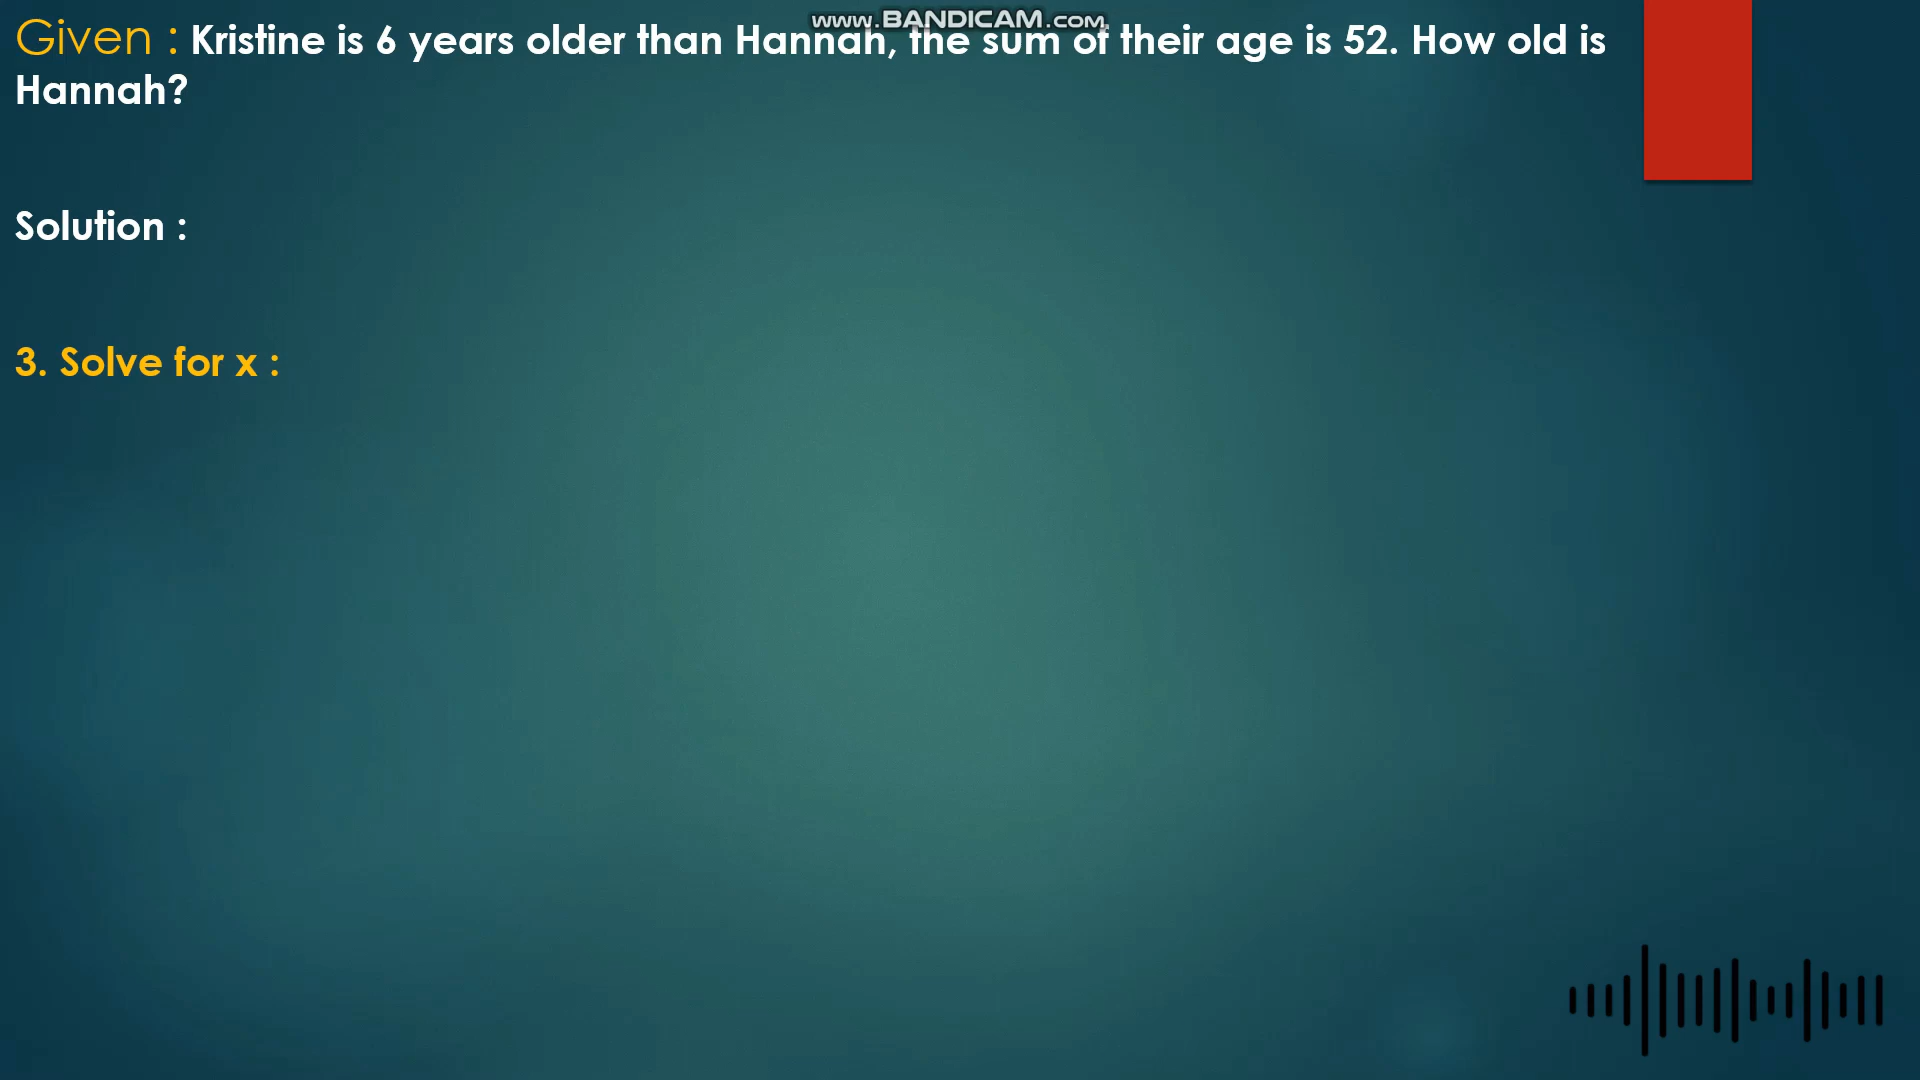 www.BANDICAM.com
Given : Kristine is 6 years older than Hannah, the sum of their age is 52. How old is
Hannah?
Solution :
3. Solve for x :